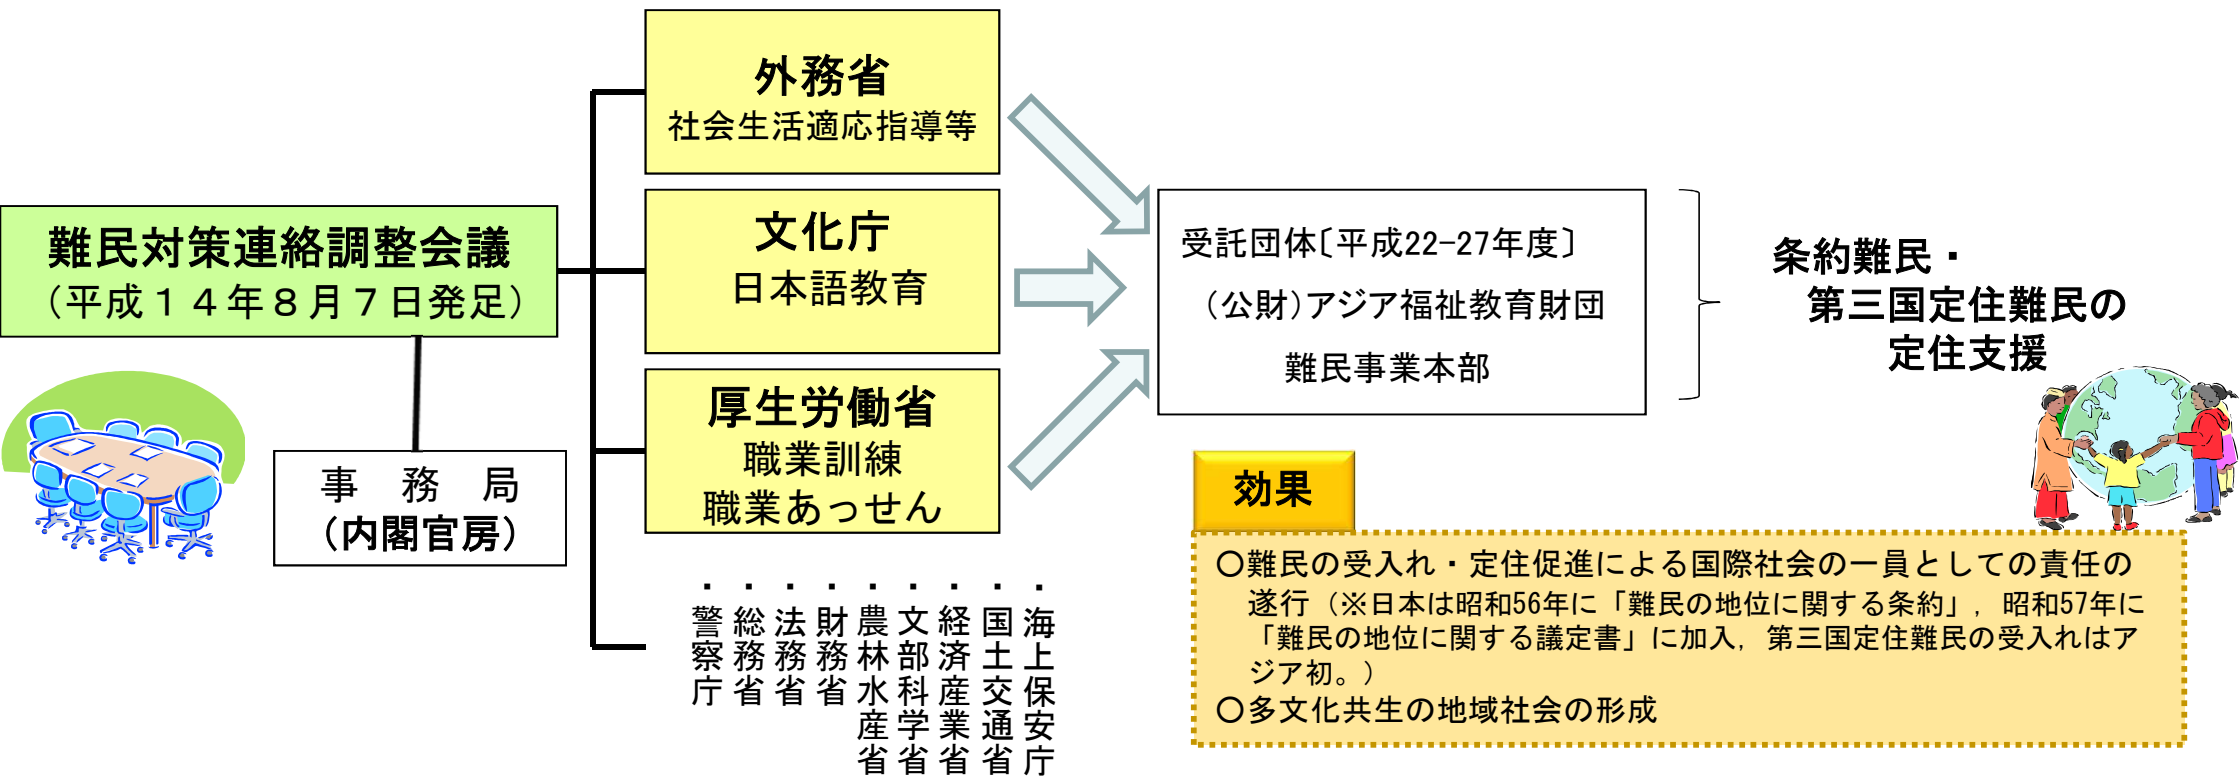 難民対策連絡調整会議
（平成１４年８月７日発足）
事　務　局
（内閣官房）
外務省
社会生活適応指導等
文化庁
日本語教育
厚生労働省
職業訓練
職業あっせん
・警察庁
・総務省
・法務省
・財務省
・農林水産省
・文部科学省
・経済産業省
・国土交通省
・海上保安庁
受託団体〔平成22-27年度〕
（公財）アジア福祉教育財団
難民事業本部
条約難民・
第三国定住難民の
定住支援
効果
○難民の受入れ・定住促進による国際社会の一員としての責任の
遂行（※日本は昭和56年に「難民の地位に関する条約」，昭和57年に
「難民の地位に関する議定書」に加入，第三国定住難民の受入れはア
ジア初。）
○多文化共生の地域社会の形成